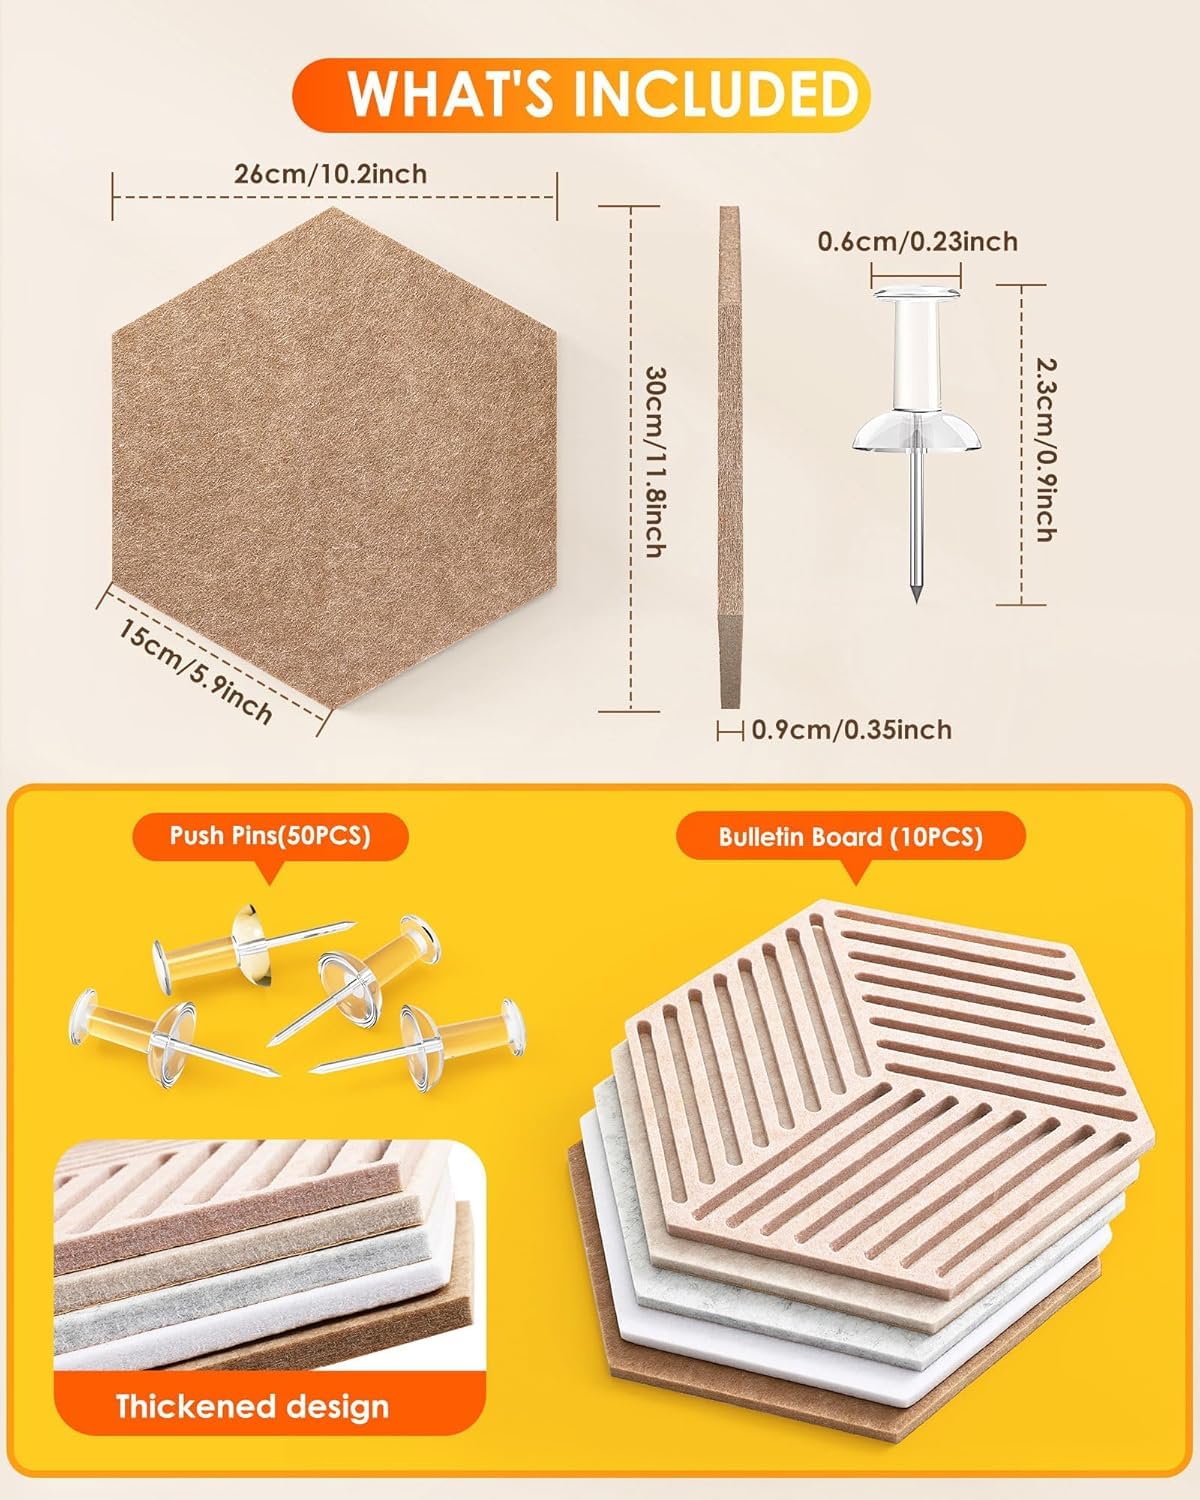 WHAT'S INCLUDED
26cm/10.2inch
0.6cm/0.23inch
30cm/11.8inch
2.3cm/0.9inch
15cm/5.9inch
0.9cm/0.35inch
Push Pins(50PCS)
Bulletin Board (10PCS)
Thickened design